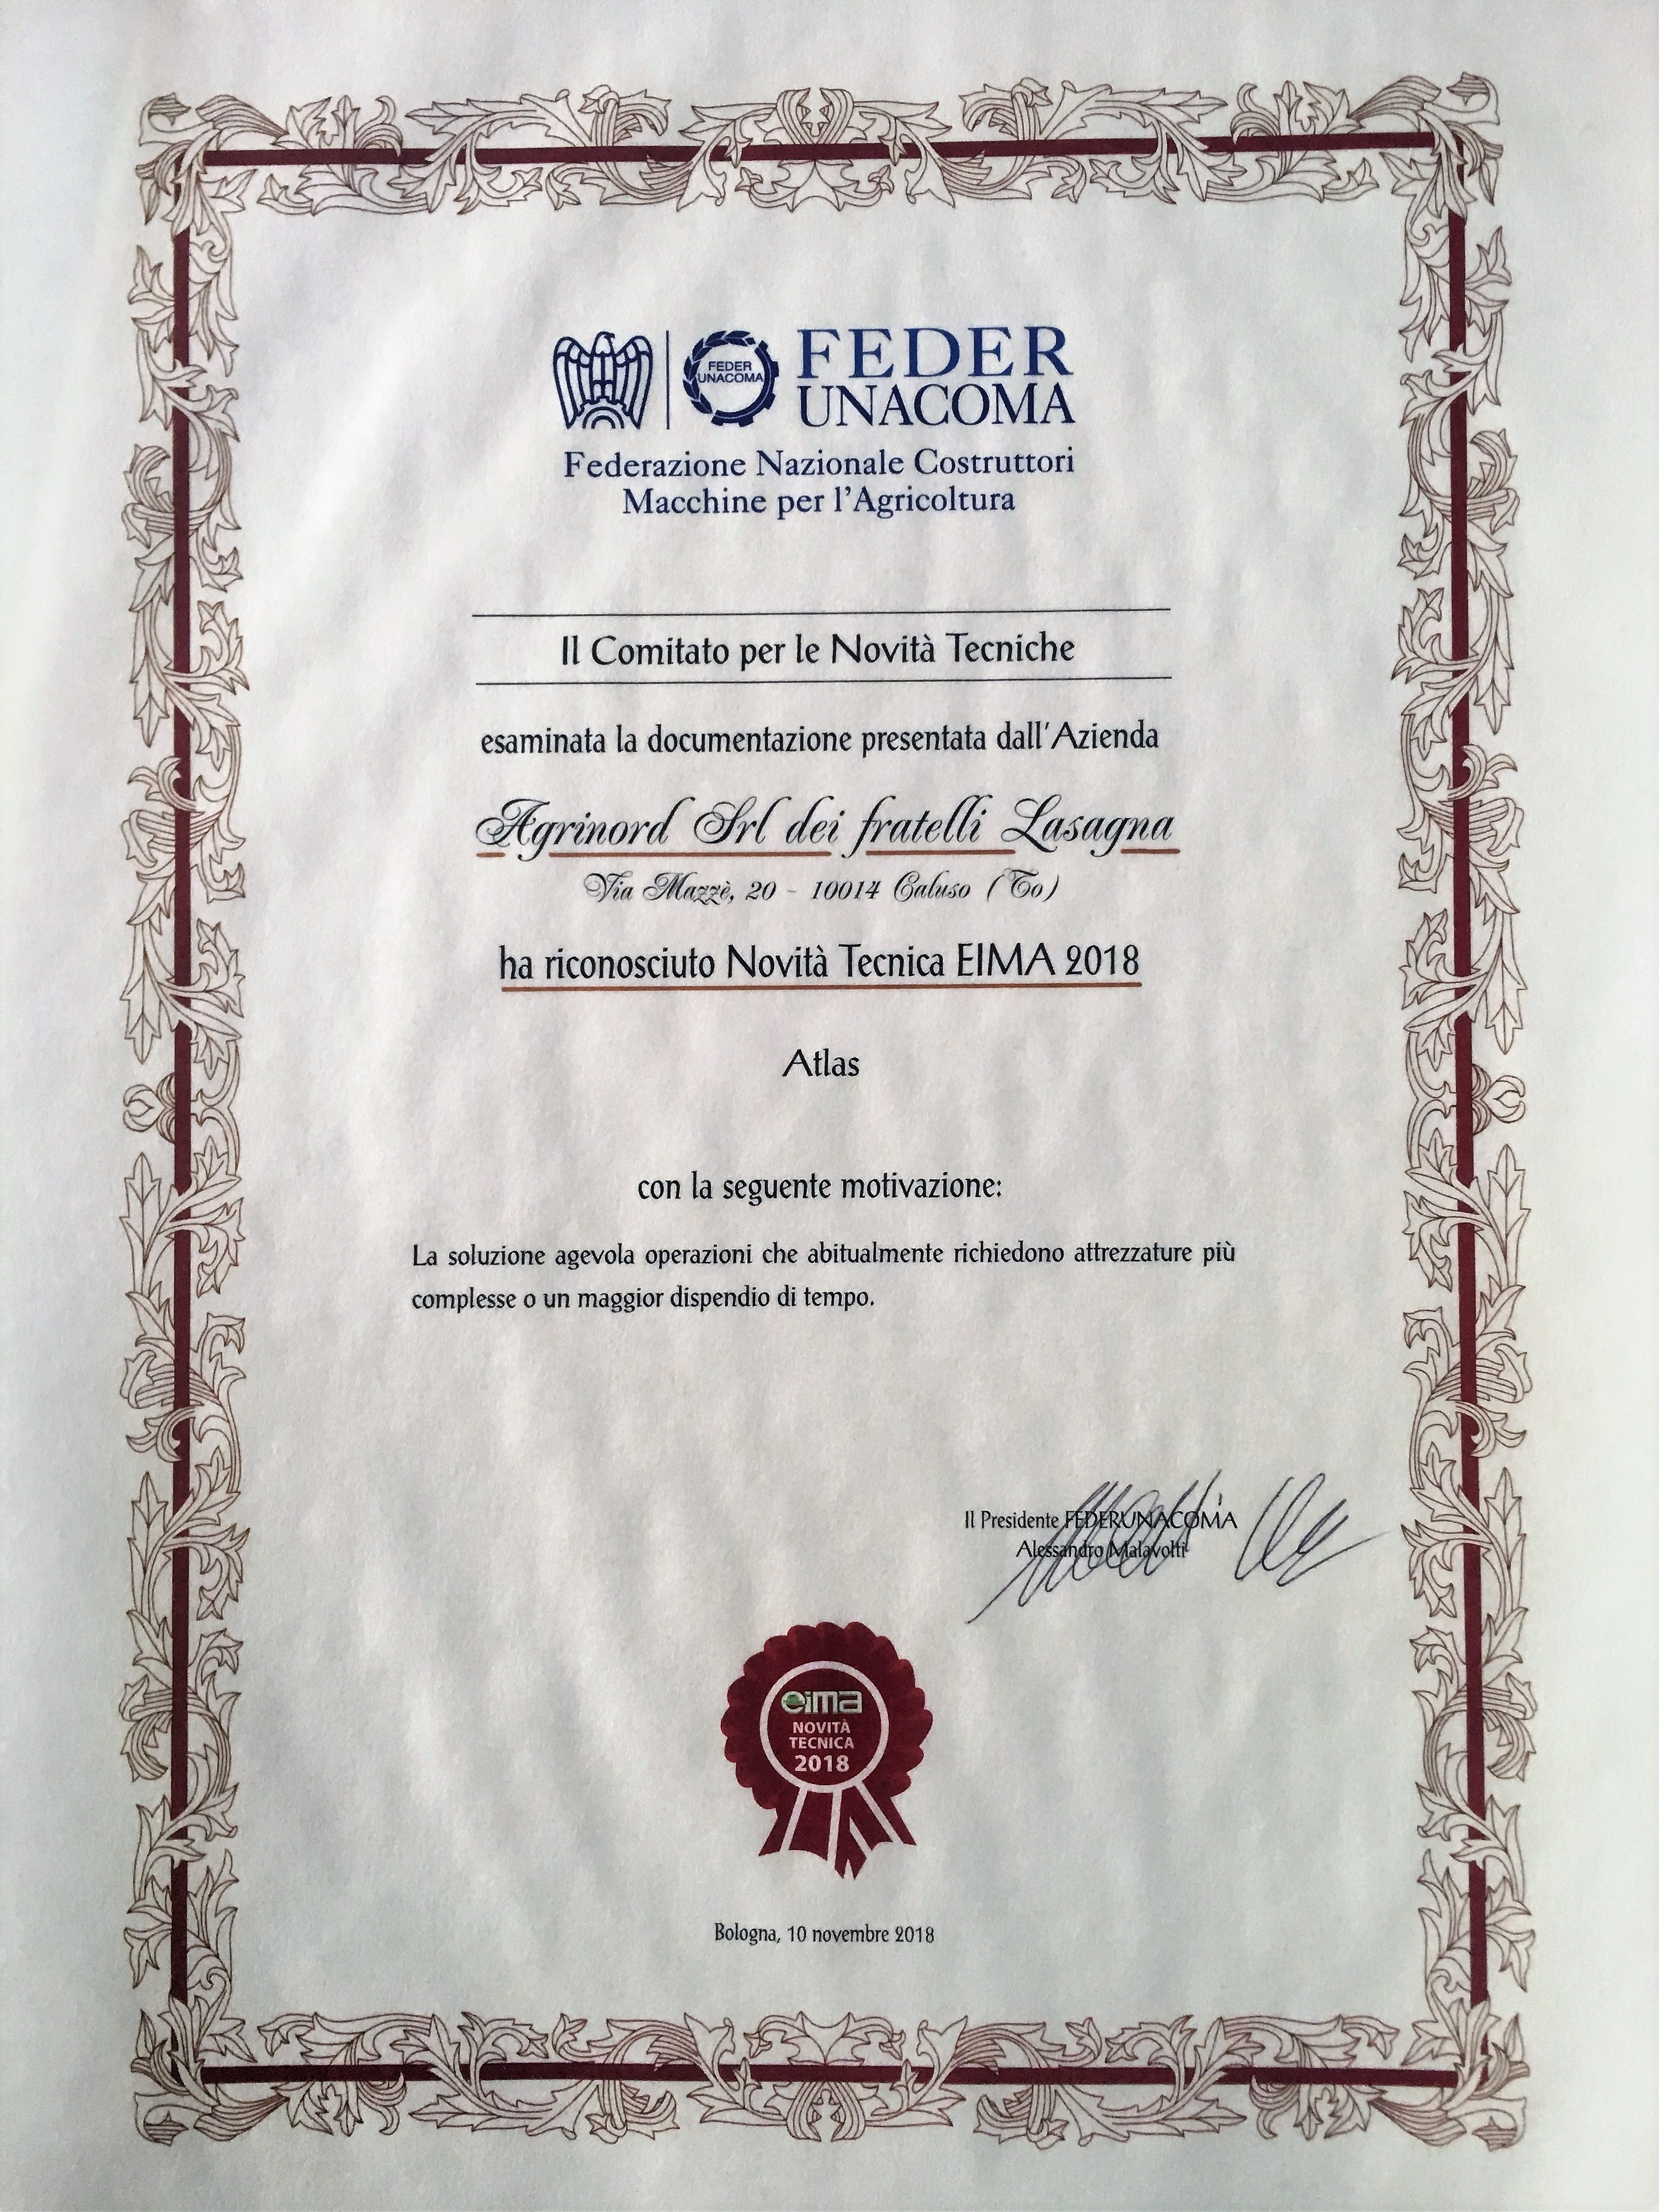 FEDER
UNACOMA
FEDER
UNACOMA
Federazione Nazionale Costruttori
Macchine per l'Agricoltura
Il Comitato per le Novità Tecniche
esaminata la documentazione presentata dall'Azienda
Agrinord Srl dei fratelli Lasagna
Via Mazzè, 20 - 10014 Caluso (To)
ha riconosciuto Novità Tecnica EIMA 2018
Atlas
con la seguente motivazione:
La soluzione agevola operazioni che abitualmente richiedono attrezzature più
complesse o un maggior dispendio di tempo.
Il Presidente FEDERUNACOMA
Alessandro Malavolti
eima
NOVITÀ
TECNICA
2018
Bologna, 10 novembre 2018